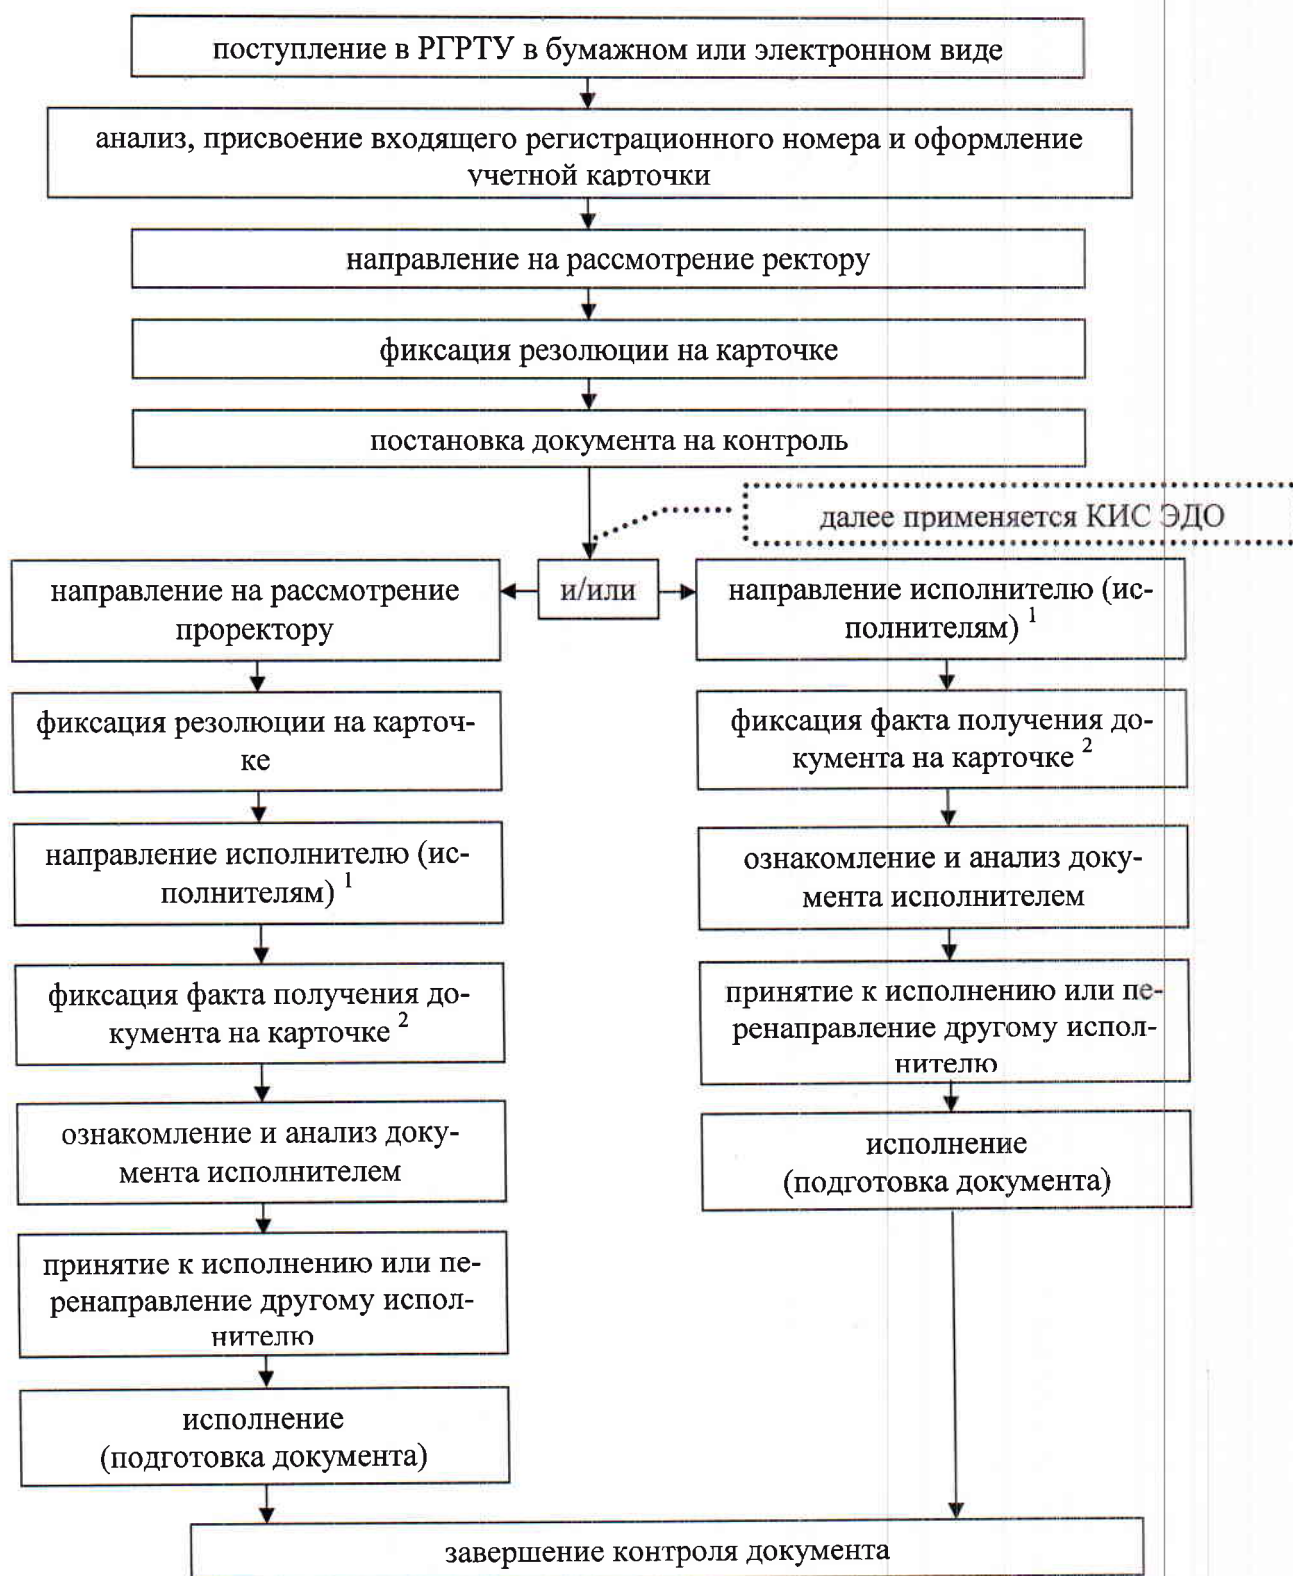 поступление в РГРТУ в бумажном или электронном виде
анализ, присвоение входящего регистрационного номера и оформление
учетной карточки
направление на рассмотрение ректору
фиксация резолюции на карточке
постановка документа на контроль
далее применяется КИС ЭДО
и/или
направление на рассмотрение
проректору
фиксация резолюции на карточ-
ке
направление исполнителю (ис-
полнителям) 1
фиксация факта получения до-
кумента на карточке 2
ознакомление и анализ доку-
мента исполнителем
принятие к исполнению или пе-
ренаправление другому испол-
нителю
исполнение
(подготовка документа)
направление исполнителю (ис-
полнителям) 1
фиксация факта получения до-
кумента на карточке 2
ознакомление и анализ доку-
мента исполнителем
принятие к исполнению или пе-
ренаправление другому испол-
нителю
исполнение
(подготовка документа)
завершение контроля документа